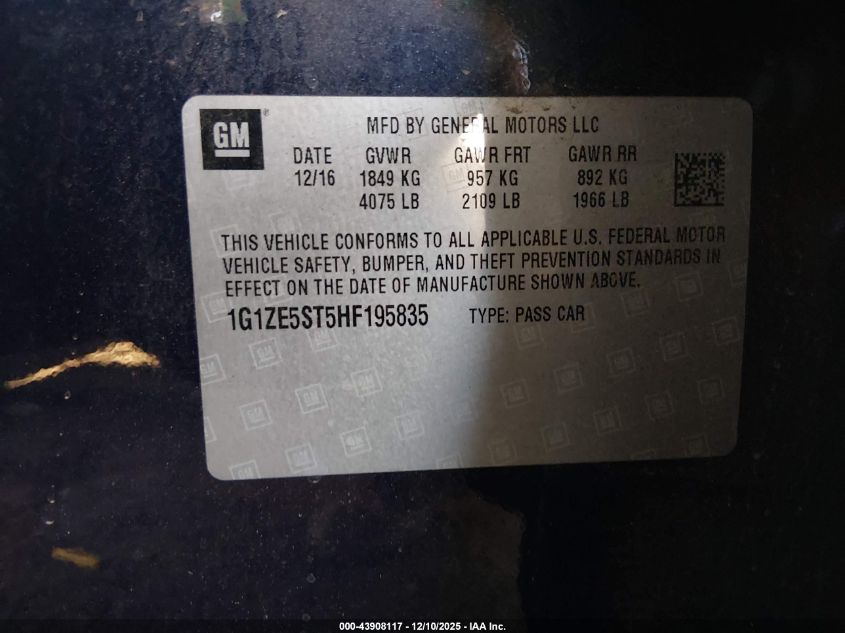 GM®
MFD BY GENERAL MOTORS LLC
DATE GVWR GAWR FRT GAWR RR
12/16 1849 KG 957 KG 892 KG
4075 LB 2109 LB 1966 LB
THIS VEHICLE CONFORMS TO ALL APPLICABLE U.S. FEDERAL MOTOR
VEHICLE SAFETY, BUMPER, AND THEFT PREVENTION STANDARDS IN
EFFECT ON THE DATE OF MANUFACTURE SHOWN ABOVE.
1G1ZE5ST5HF195835 TYPE: PASS CAR
000-43908117 - 12/10/2025 - IAA Inc.